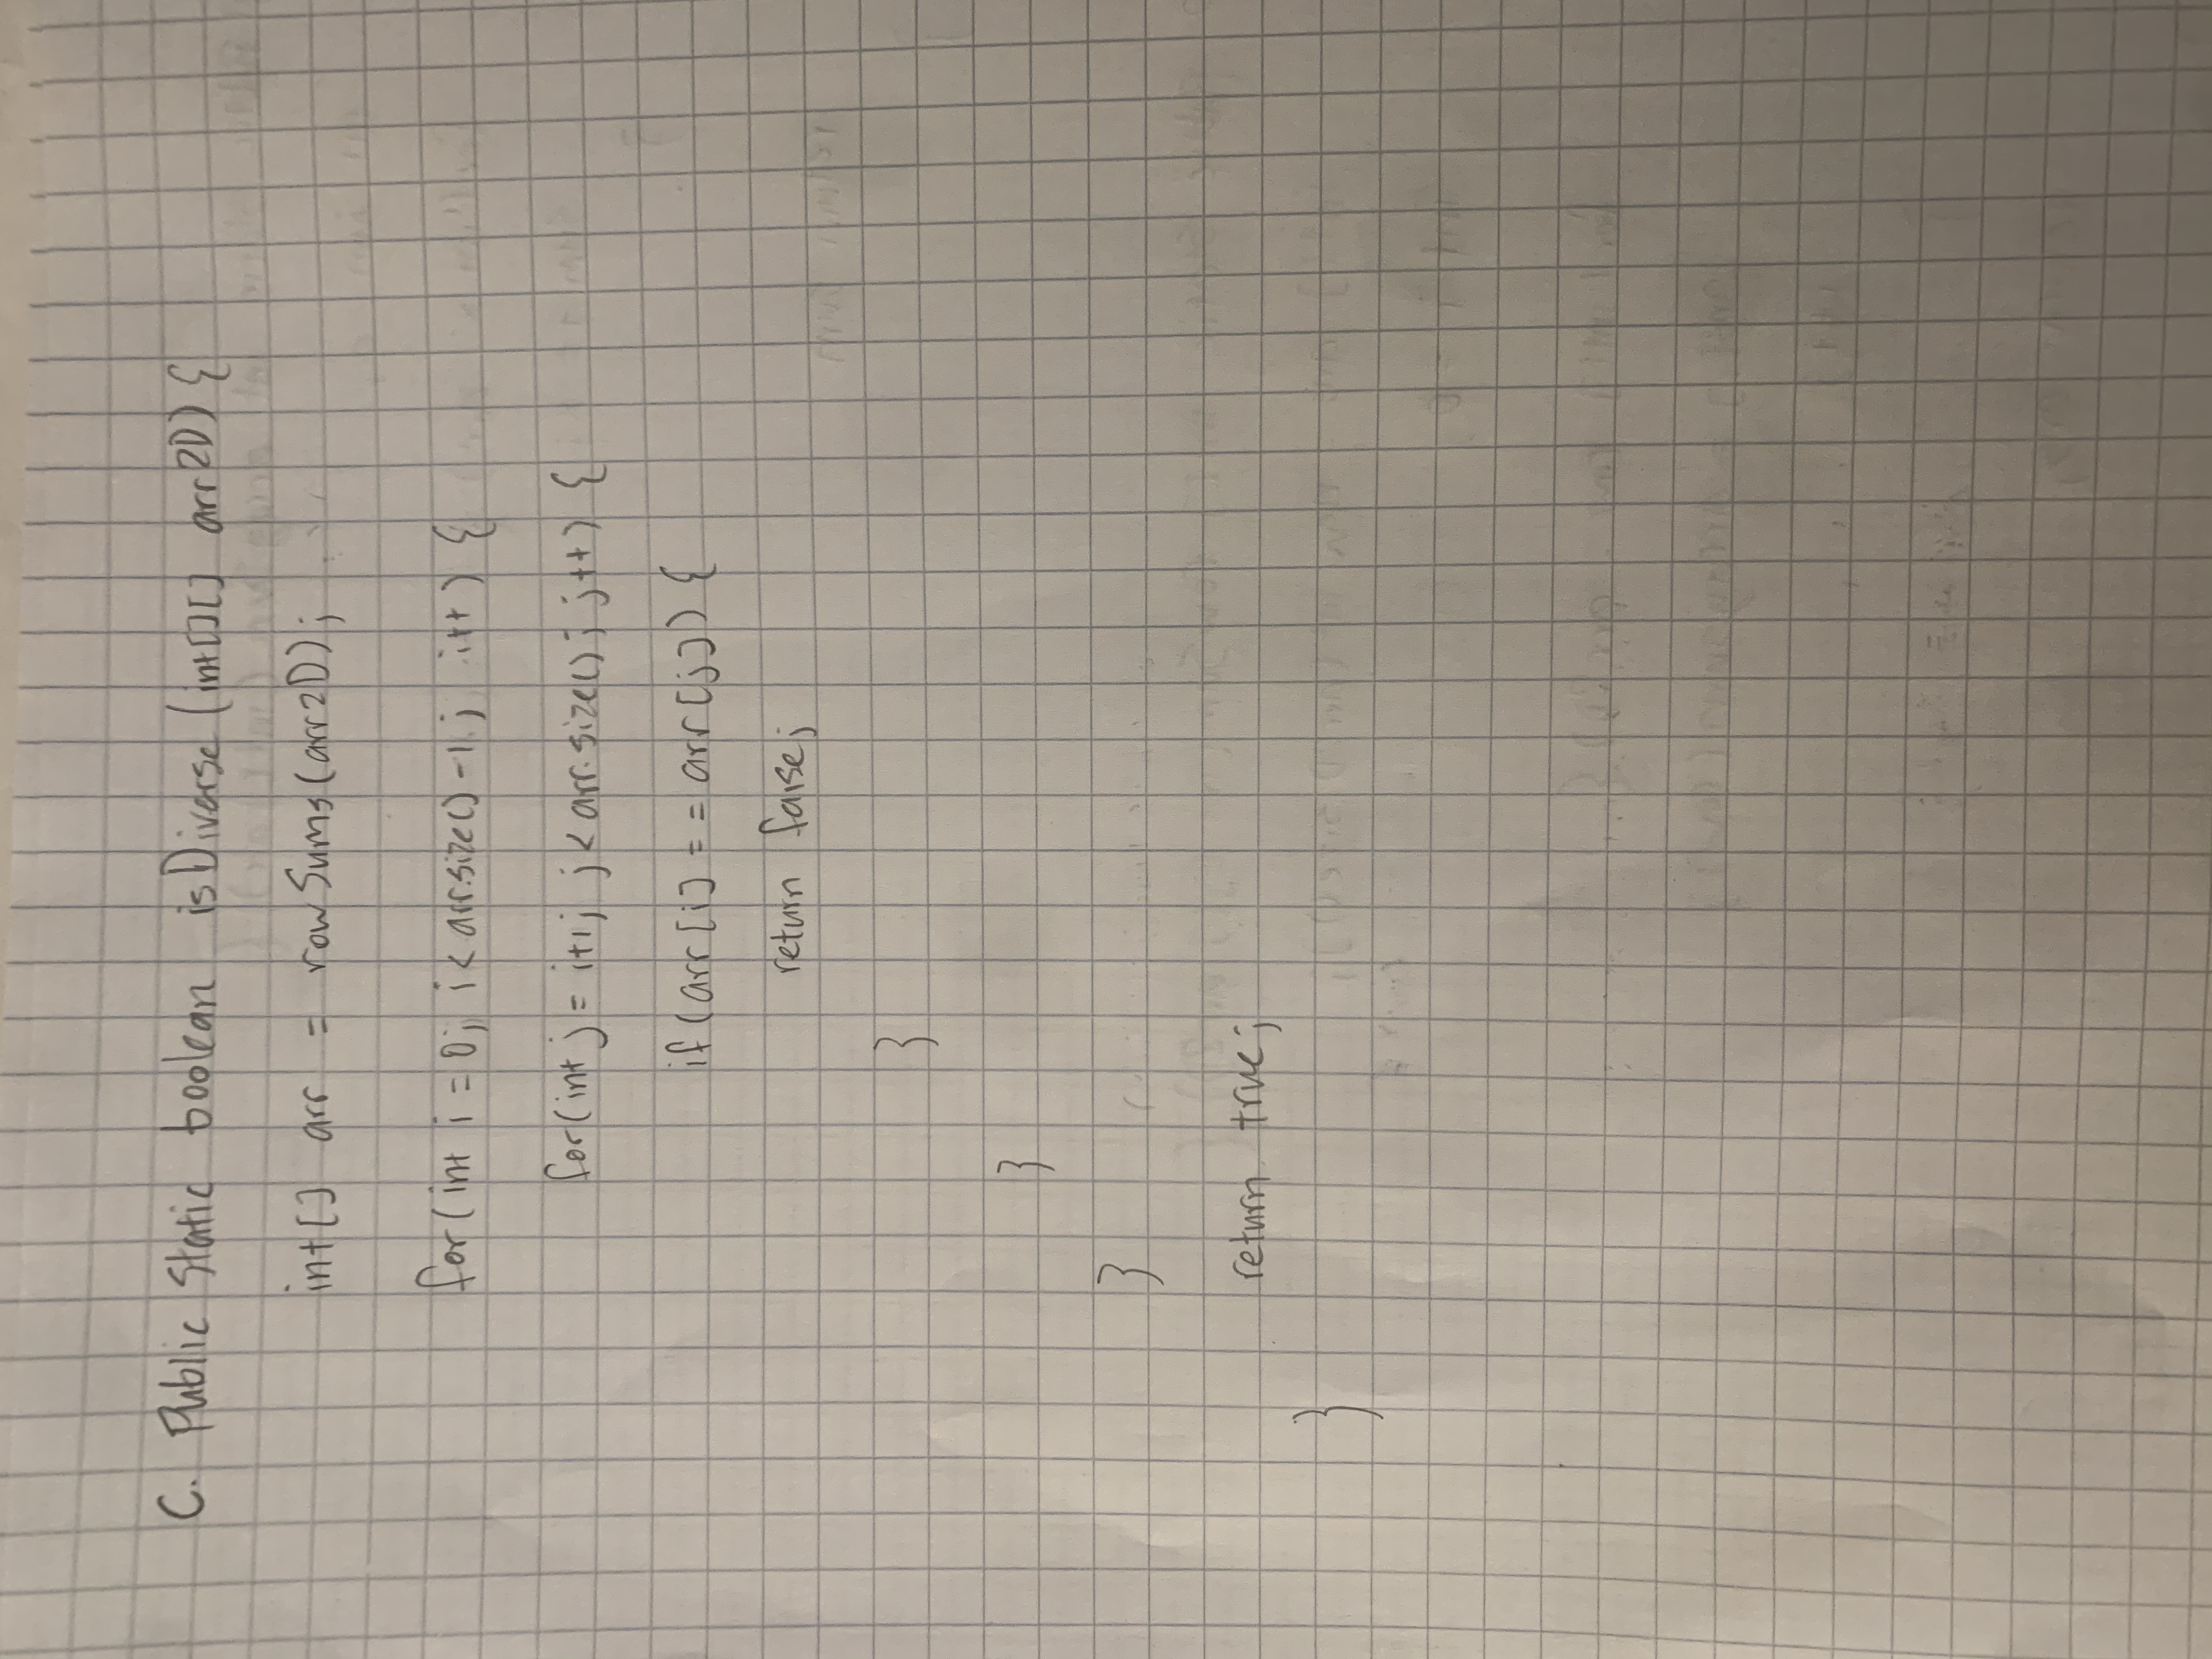 C. Public Static boolean isDiverse (int[][] arr2D) {
int[] arr = rowSums(arr2D);
for(int i = 0; i < arr.size() -1 ; i++ ) {
for(int j = i+1; j < arr.size(); j++) {
if (arr[i] == arr[j]) {
return false;
}
}
}
return true;
}